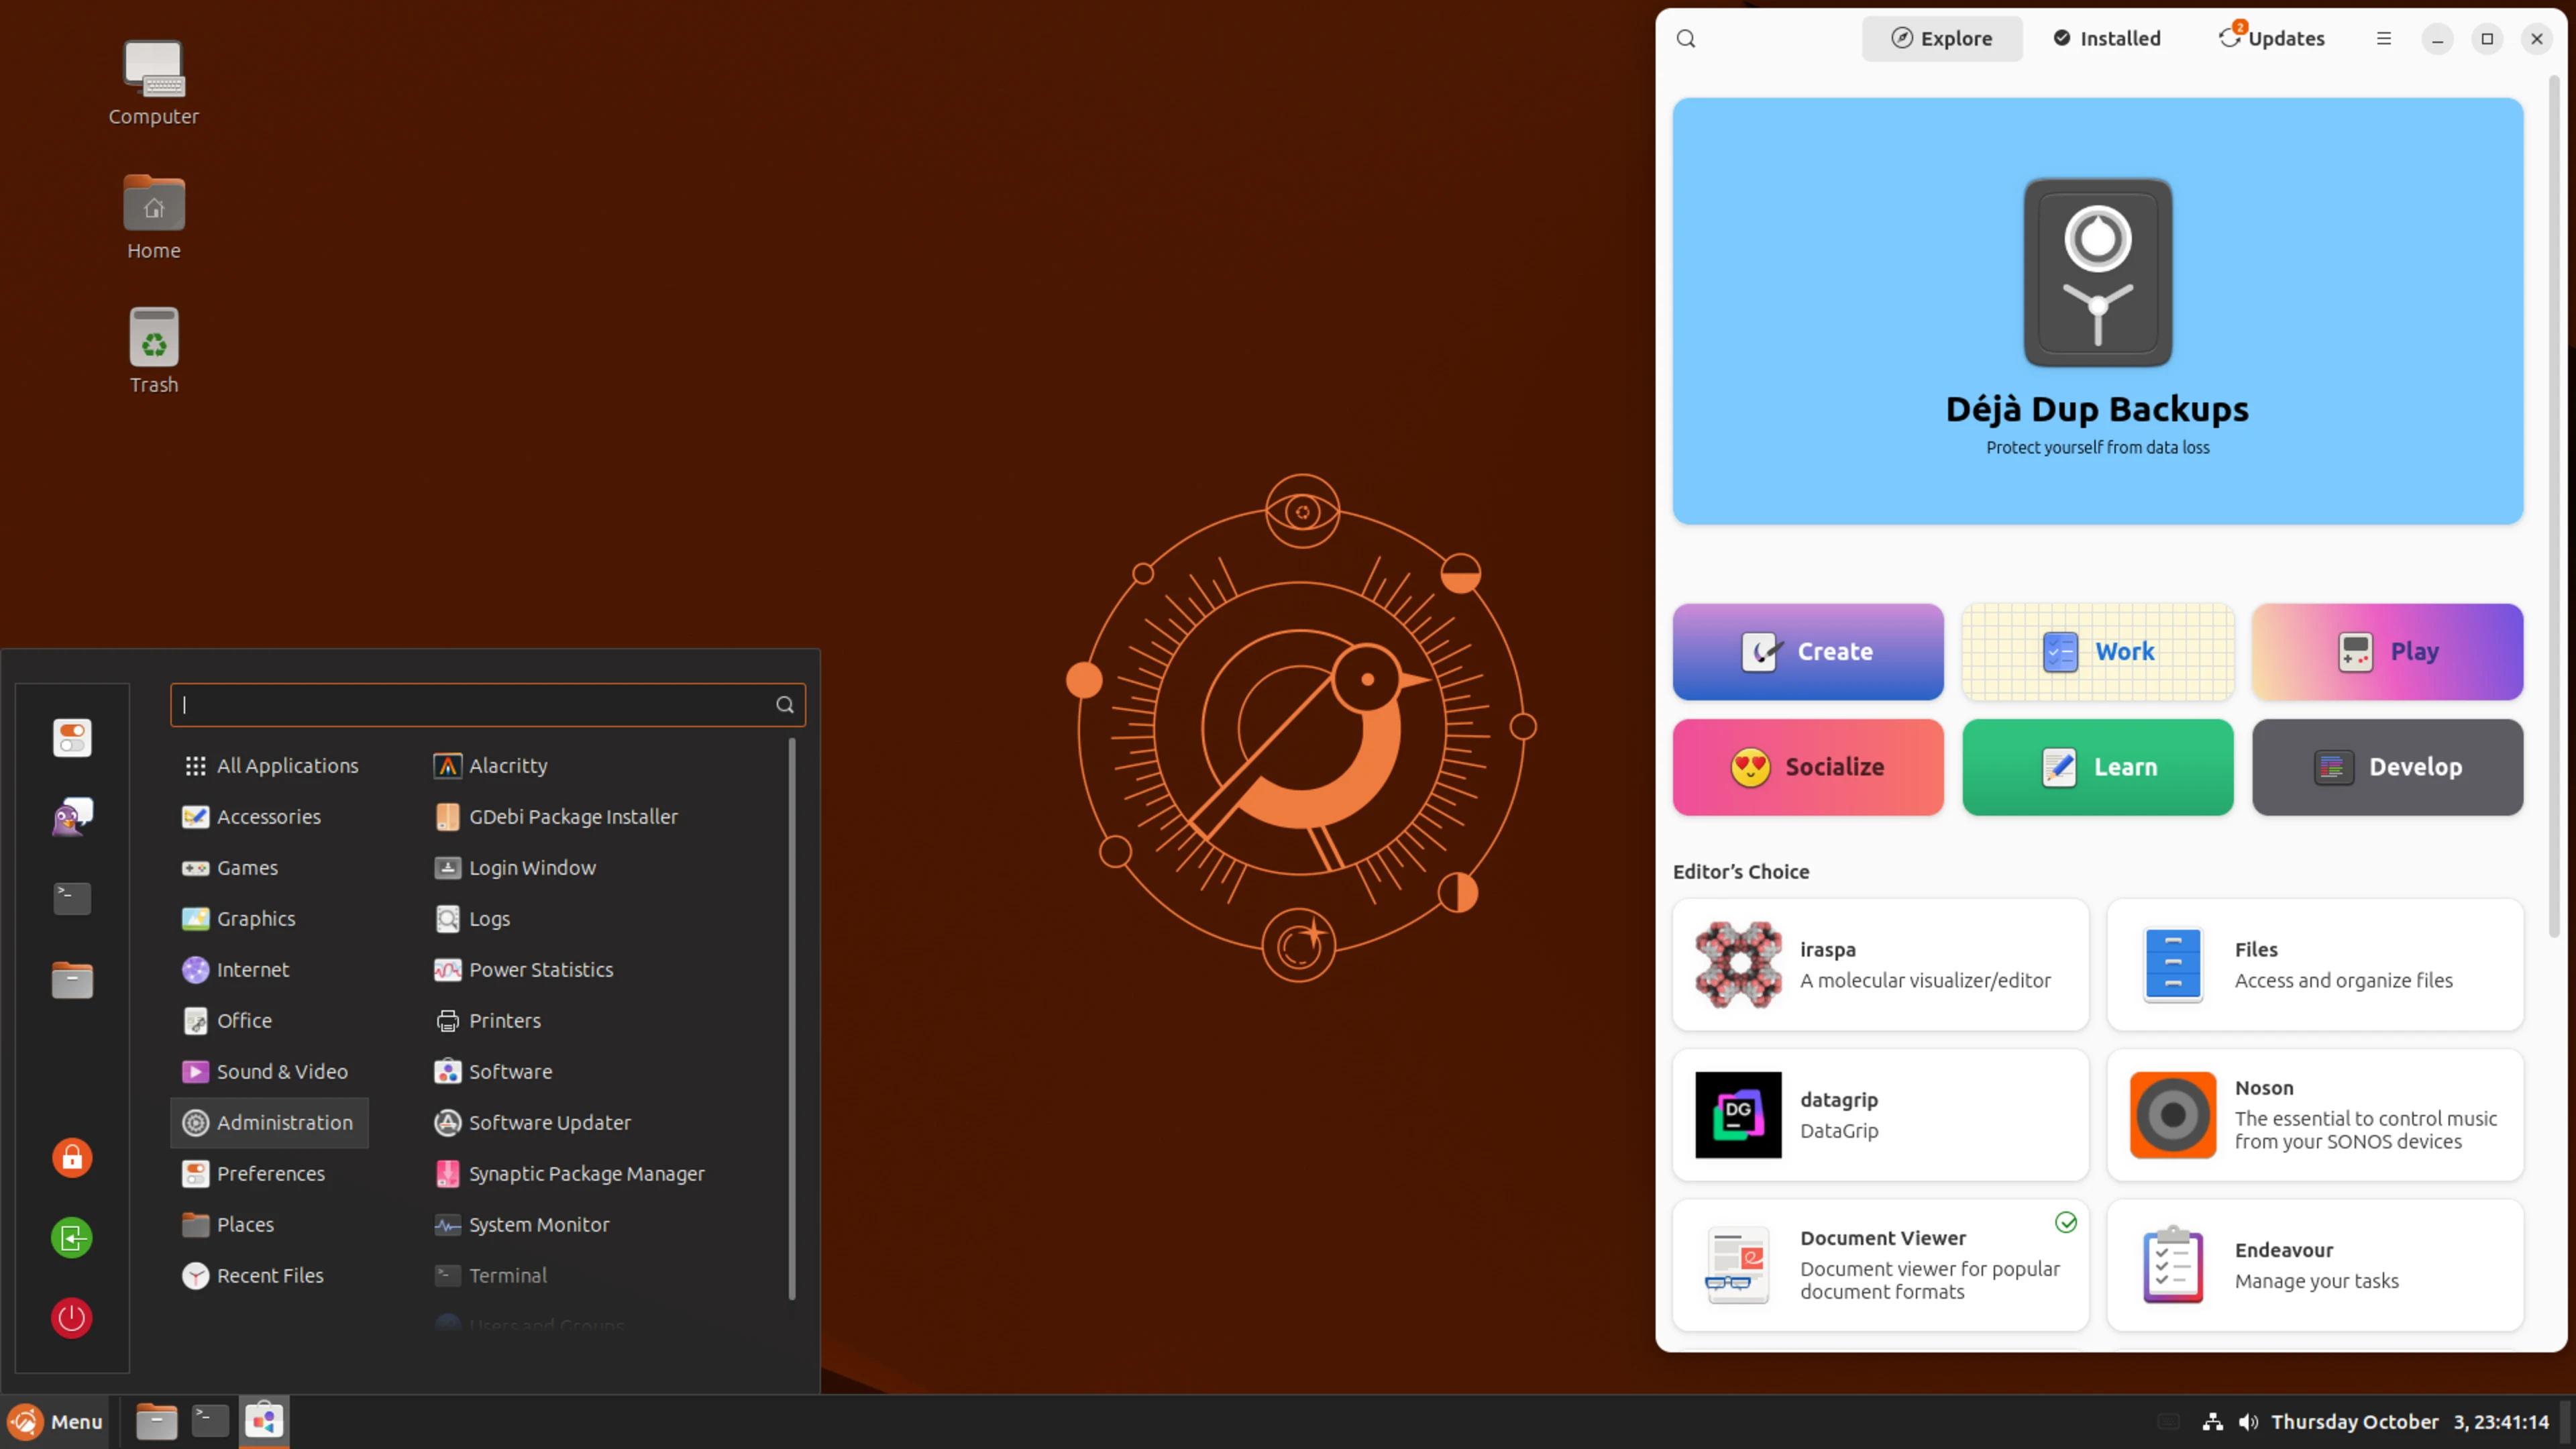 Computer
Home
Trash
All Applications
Accessories
Games
Graphics
Internet
Office
Sound & Video
Administration
Preferences
Places
Recent Files
Alacritty
GDebi Package Installer
Login Window
Logs
Power Statistics
Printers
Software
Software Updater
Synaptic Package Manager
System Monitor
Terminal
Users and Groups
Menu
Explore
Installed
2
Updates
Déjà Dup Backups
Protect yourself from data loss
Create
Work
Play
Socialize
Learn
Develop
Editor’s Choice
iraspa
A molecular visualizer/editor
Files
Access and organize files
DG
datagrip
DataGrip
Noson
The essential to control music
from your SONOS devices
Document Viewer
Document viewer for popular
document formats
Endeavour
Manage your tasks
Thursday October 3, 23:41:14